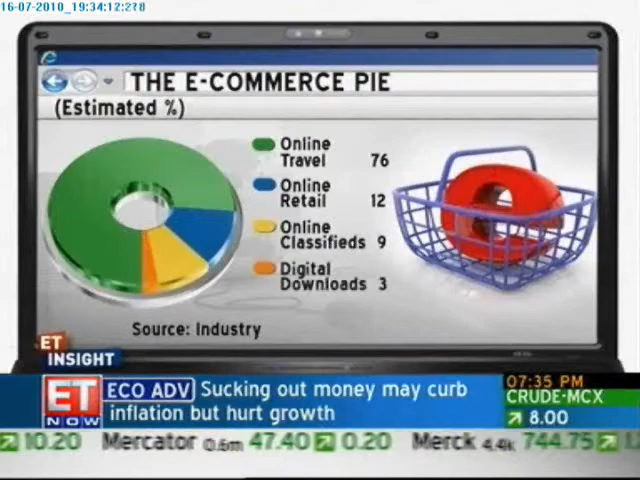 16-07-2010_19:34:12:278
THE E-COMMERCE PIE
(Estimated %)
Online
Travel 76
Online
Retail 12
Online
Classifieds 9
Digital
Downloads 3
Source: Industry
ET
INSIGHT
ET
NOW
ECO ADV Sucking out money may curb
inflation but hurt growth
07:35 PM
CRUDE-MCX
8.00
10.20 Mercator 0.6m 47.40 0.20 Merck 4.4k 744.75